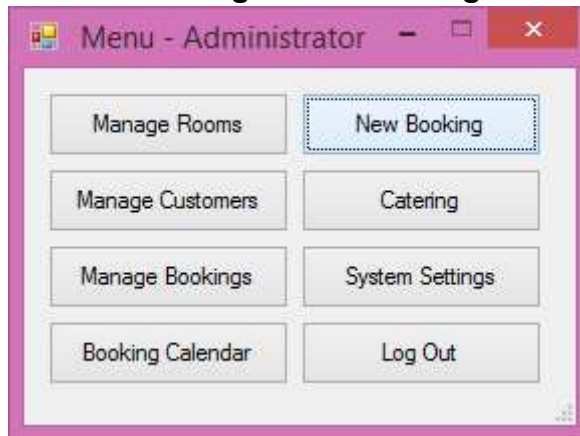 Menu - Administrator
Manage Rooms
New Booking
Manage Customers
Catering
Manage Bookings
System Settings
Booking Calendar
Log Out